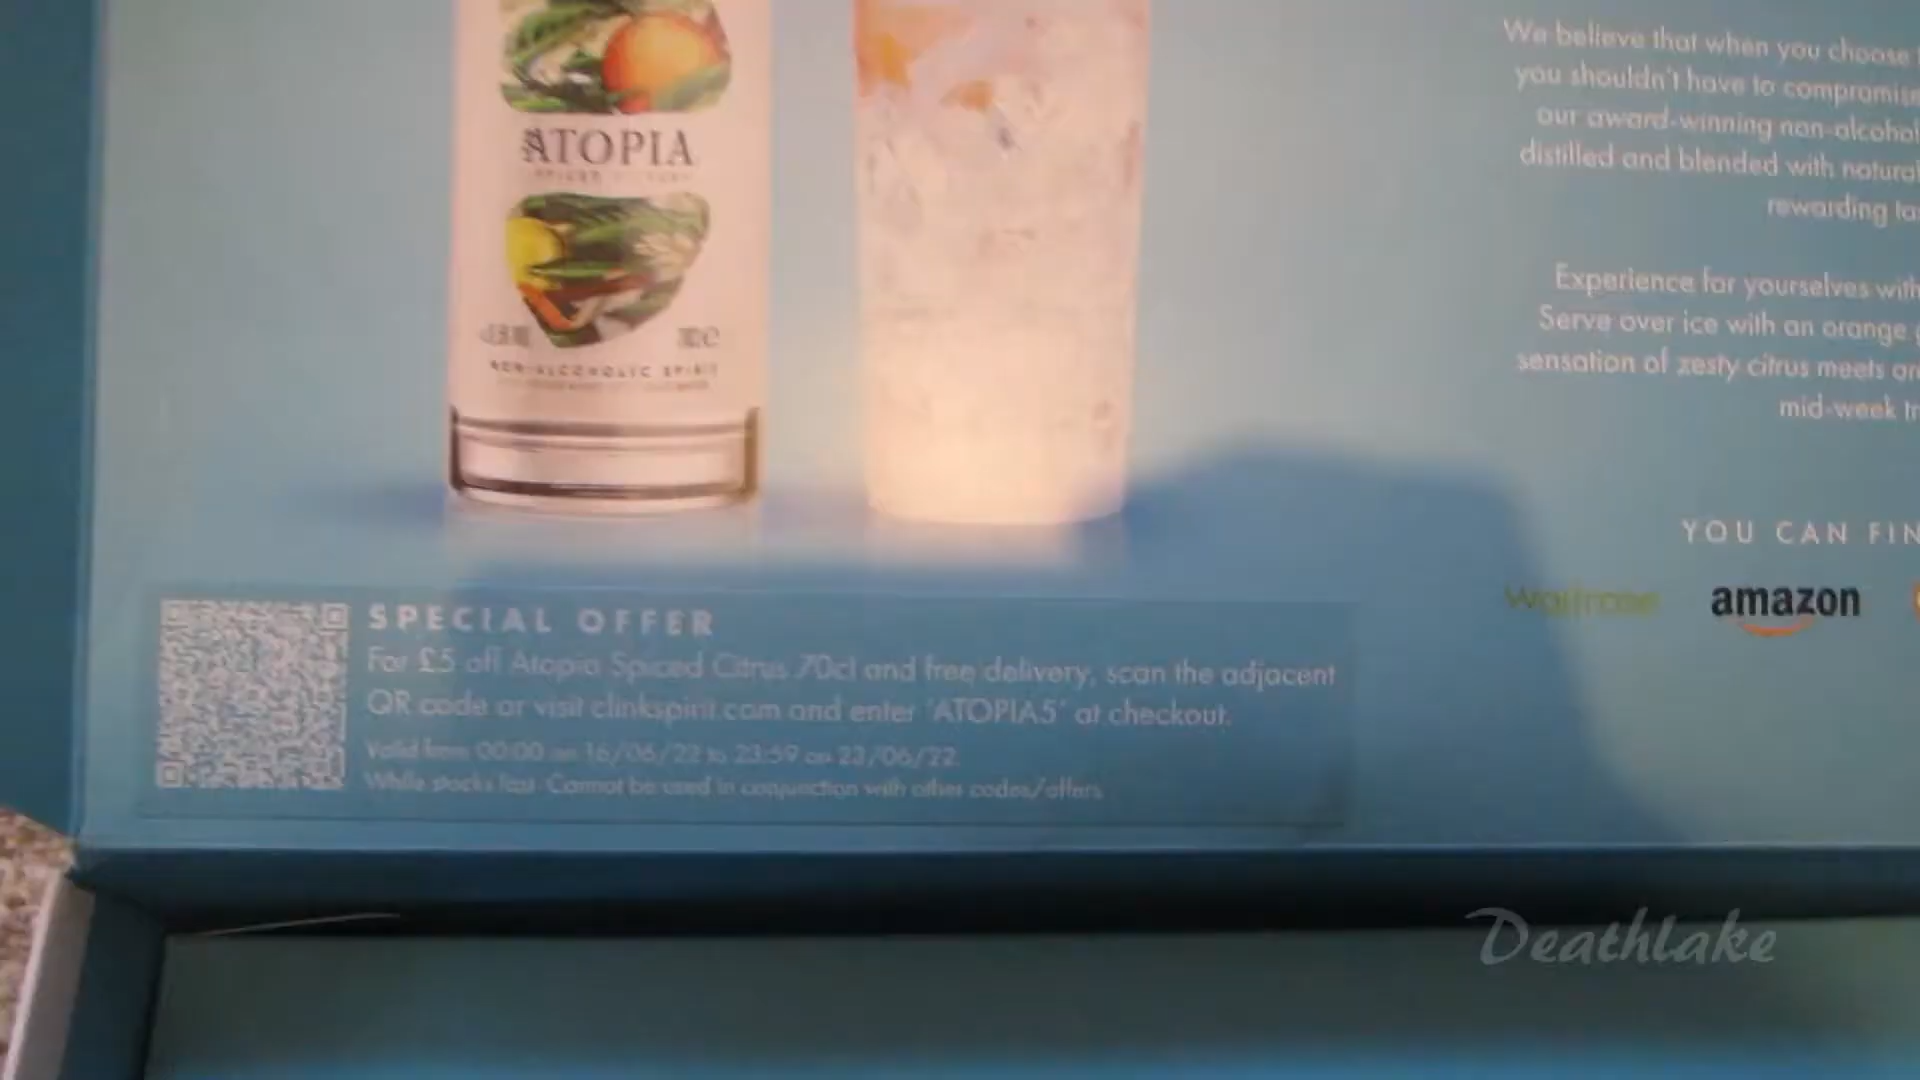 ATOPIA
SPICED CITRUS
NON-ALCOHOLIC SPIRIT
We believe that when you choose
you shouldn't have to compromise
our award-winning non-alcohol
distilled and blended with natural
rewarding
Experience for yourselves with
Serve over ice with an orange
sensation of zesty citrus meets
mid-week
YOU CAN FIN
waitrose
amazon
SPECIAL OFFER
For £5 off Atopia Spiced Citrus 70cl and free delivery, scan the adjacent
QR code or visit clinkspirit.com and enter 'ATOPIA5' at checkout.
Valid from 00:00 on 16/06/22 to 23:59 on 23/06/22.
While stocks last. Cannot be used in conjunction with other codes/offers.
Deathlake